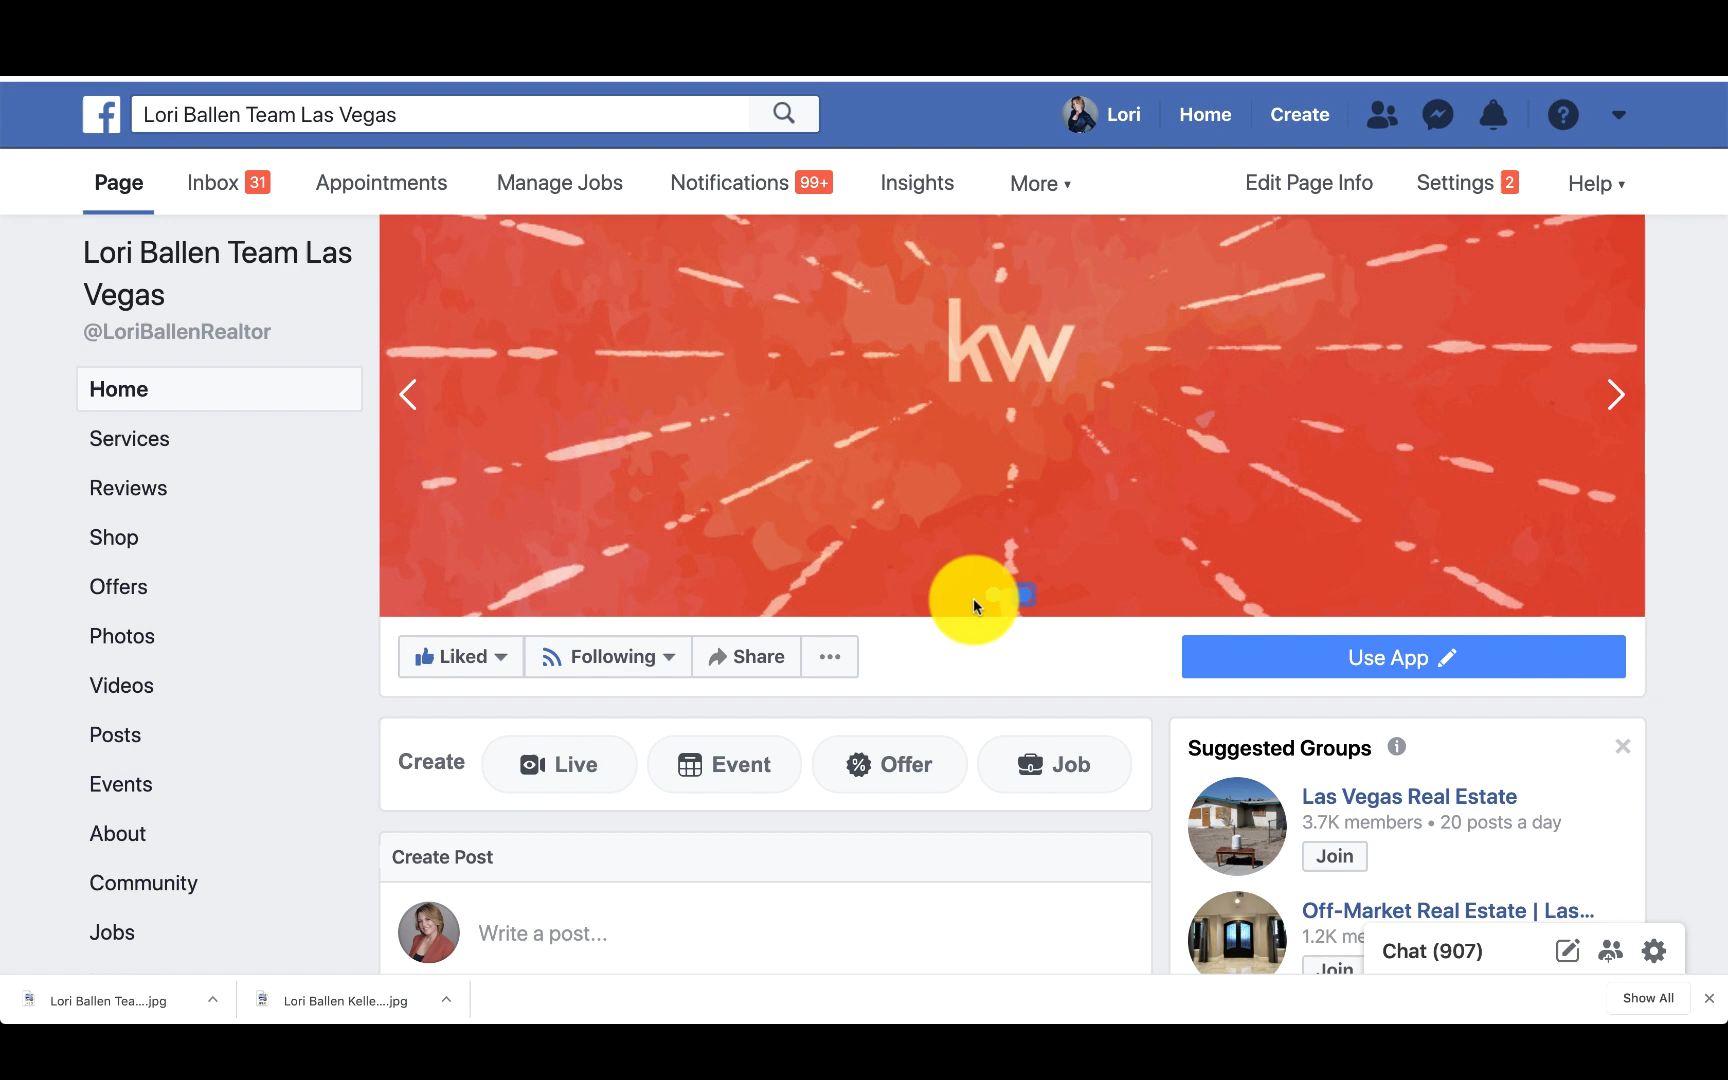 Lori Ballen Team Las Vegas
Lori Home Create
Page Inbox 31 Appointments Manage Jobs Notifications 99+ Insights More Edit Page Info Settings 2 Help
Lori Ballen Team Las
Vegas
@LoriBallenRealtor
Home
Services
Reviews
Shop
Offers
Photos
Videos
Posts
Events
About
Community
Jobs
kw
Liked Following Share
Use App
Create Live Event Offer Job
Create Post
Write a post...
Suggested Groups
Las Vegas Real Estate
3.7K members • 20 posts a day
Join
Off-Market Real Estate | Las...
1.2K me
Join
Chat (907)
Lori Ballen Tea....jpg Lori Ballen Kelle....jpg Show All